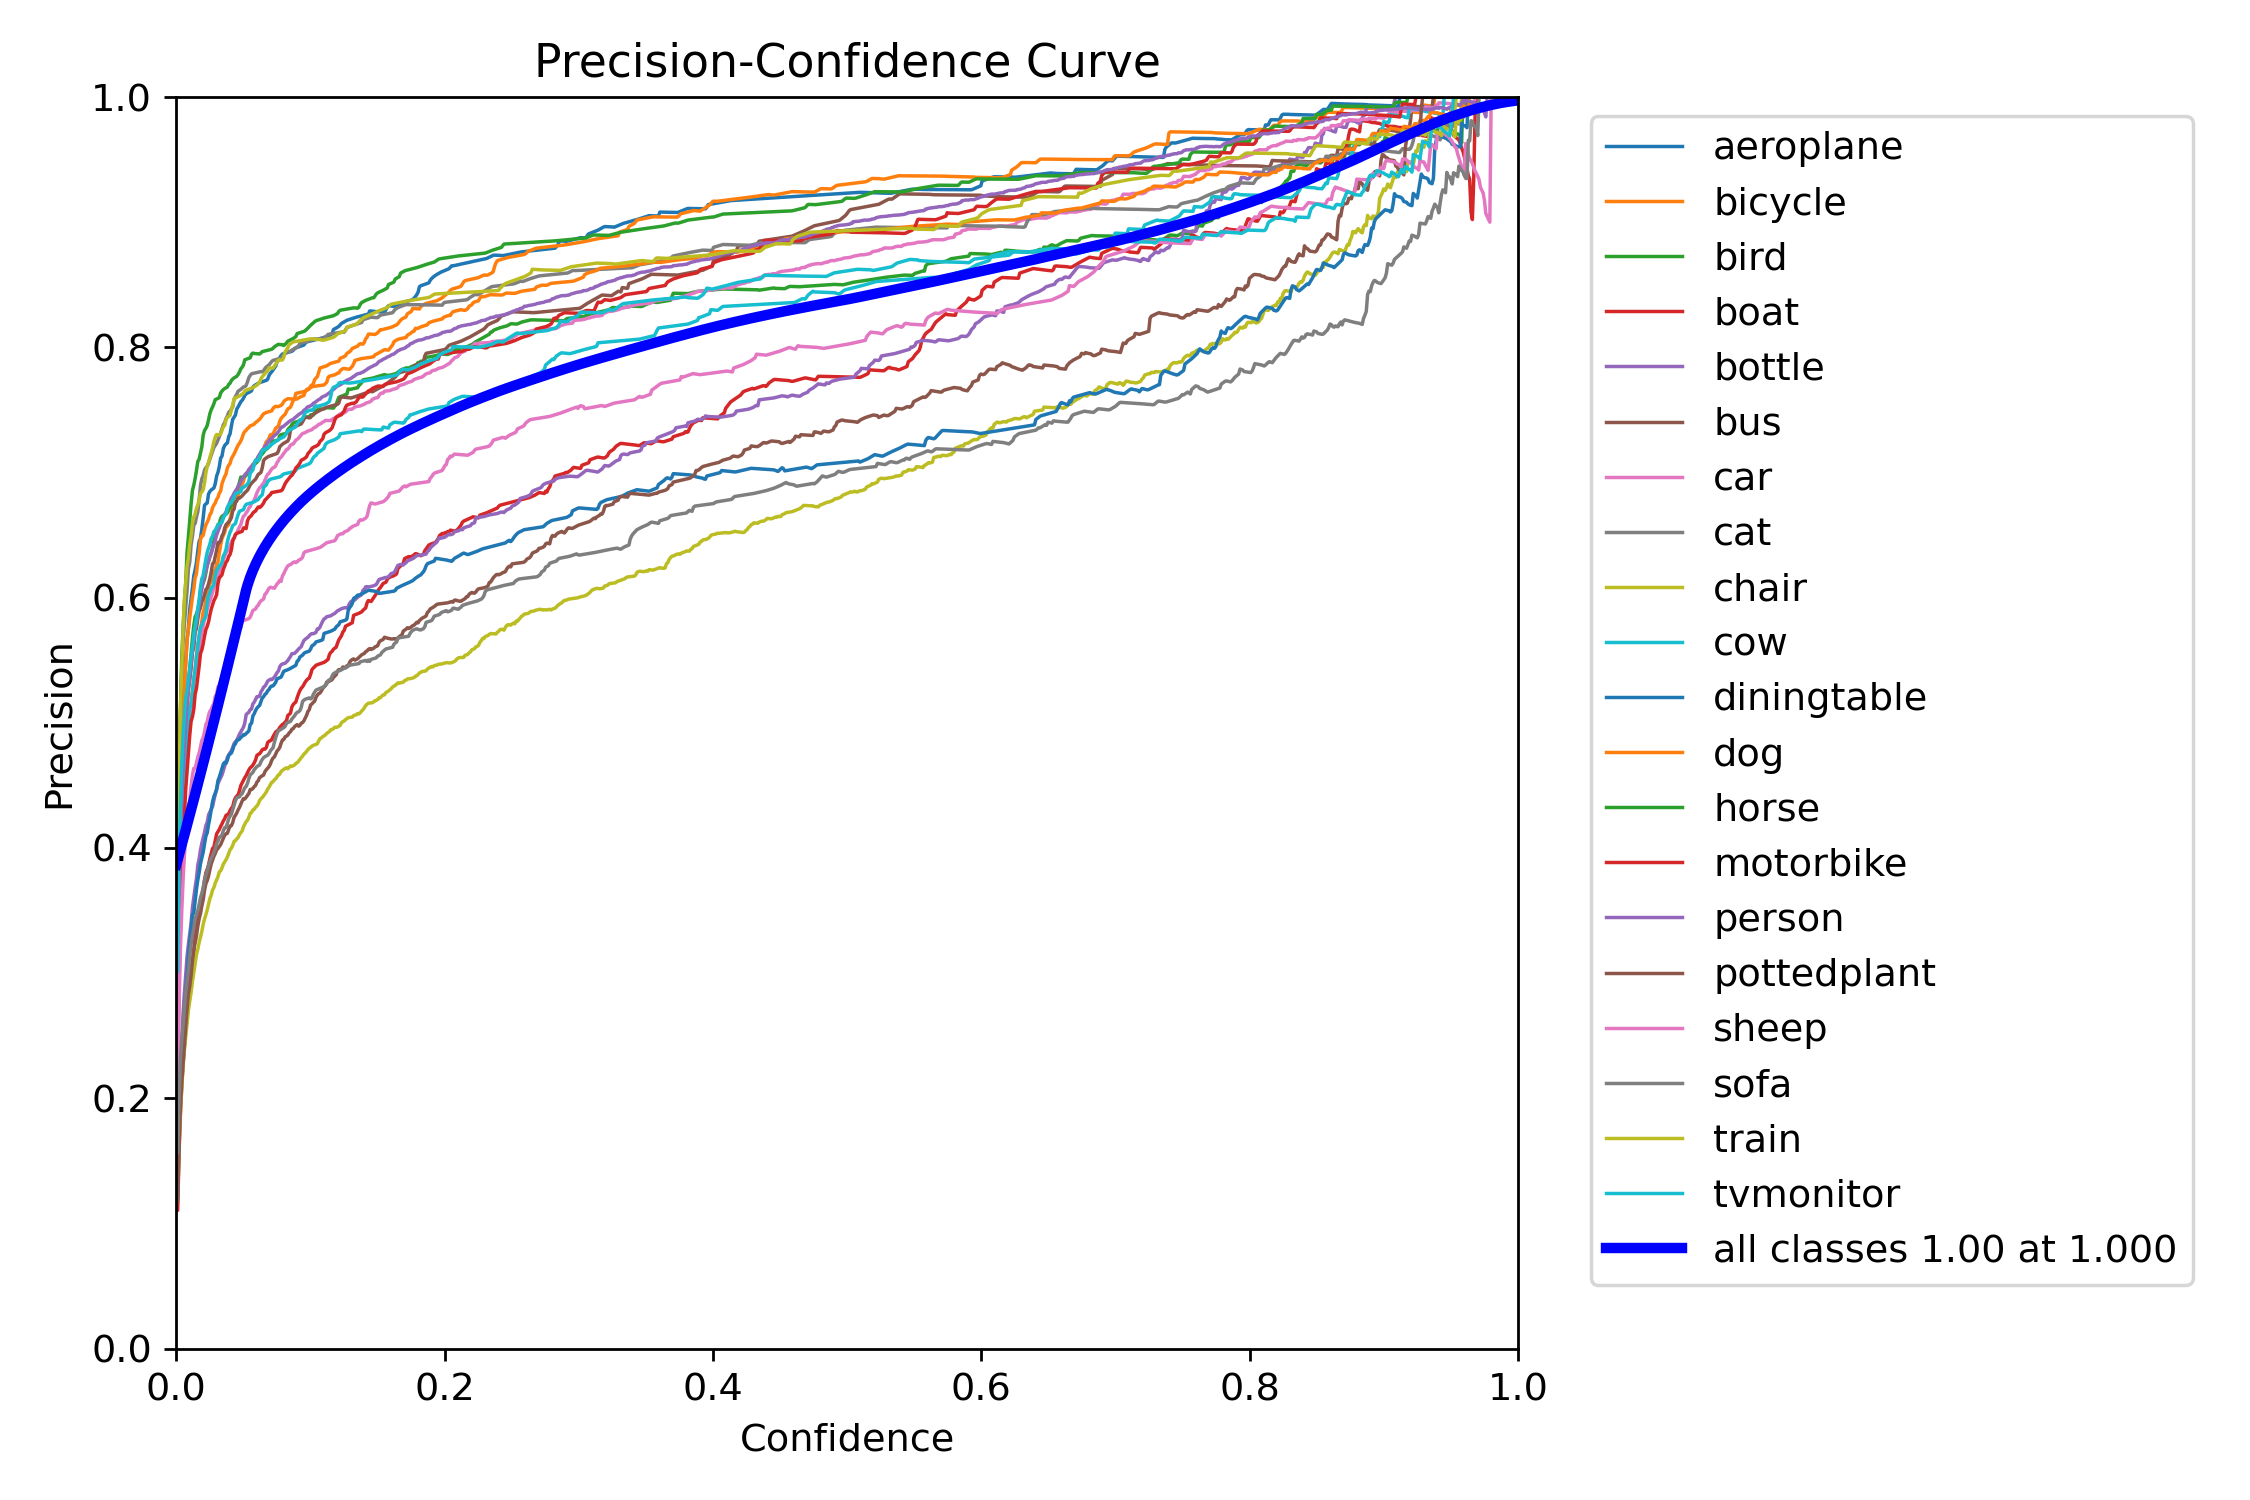 Precision-Confidence Curve
1.0
0.8
0.6
0.4
0.2
0.0
Precision
0.0 0.2 0.4 0.6 0.8 1.0
Confidence
aeroplane
bicycle
bird
boat
bottle
bus
car
cat
chair
cow
diningtable
dog
horse
motorbike
person
pottedplant
sheep
sofa
train
tvmonitor
all classes 1.00 at 1.000